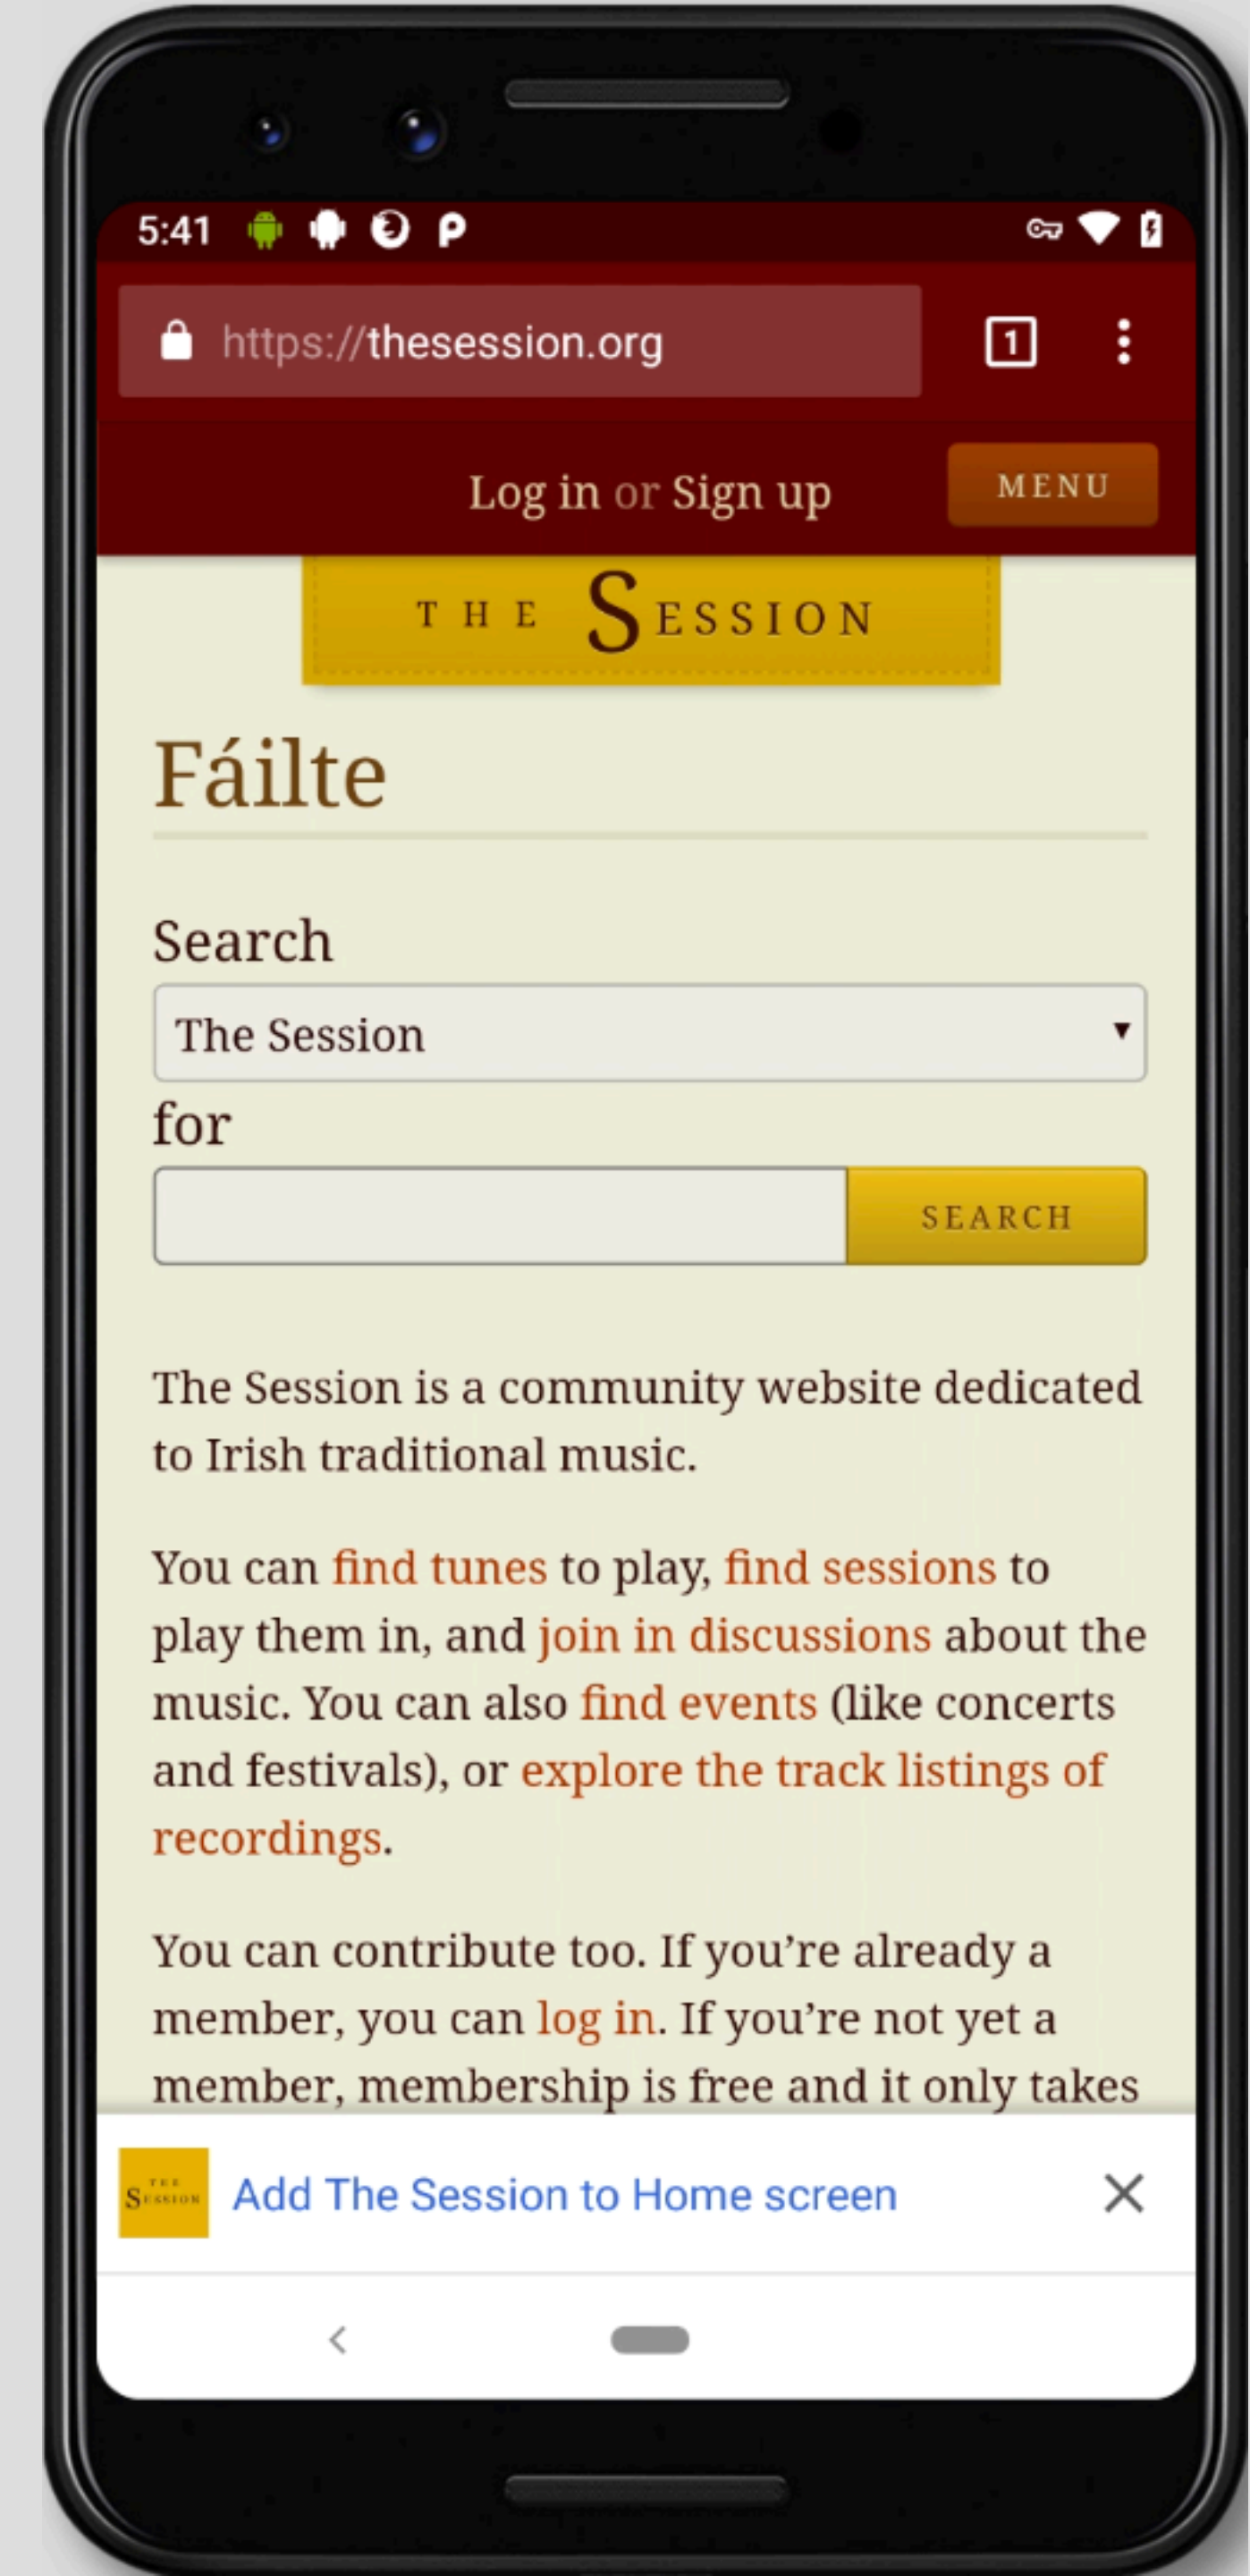 5:41
https://thesession.org
1
Log in or Sign up
MENU
THE SESSION
Fáilte
Search
The Session
for
SEARCH
The Session is a community website dedicated
to Irish traditional music.
You can find tunes to play, find sessions to
play them in, and join in discussions about the
music. You can also find events (like concerts
and festivals), or explore the track listings of
recordings.
You can contribute too. If you’re already a
member, you can log in. If you’re not yet a
member, membership is free and it only takes
THE
SESSION
Add The Session to Home screen